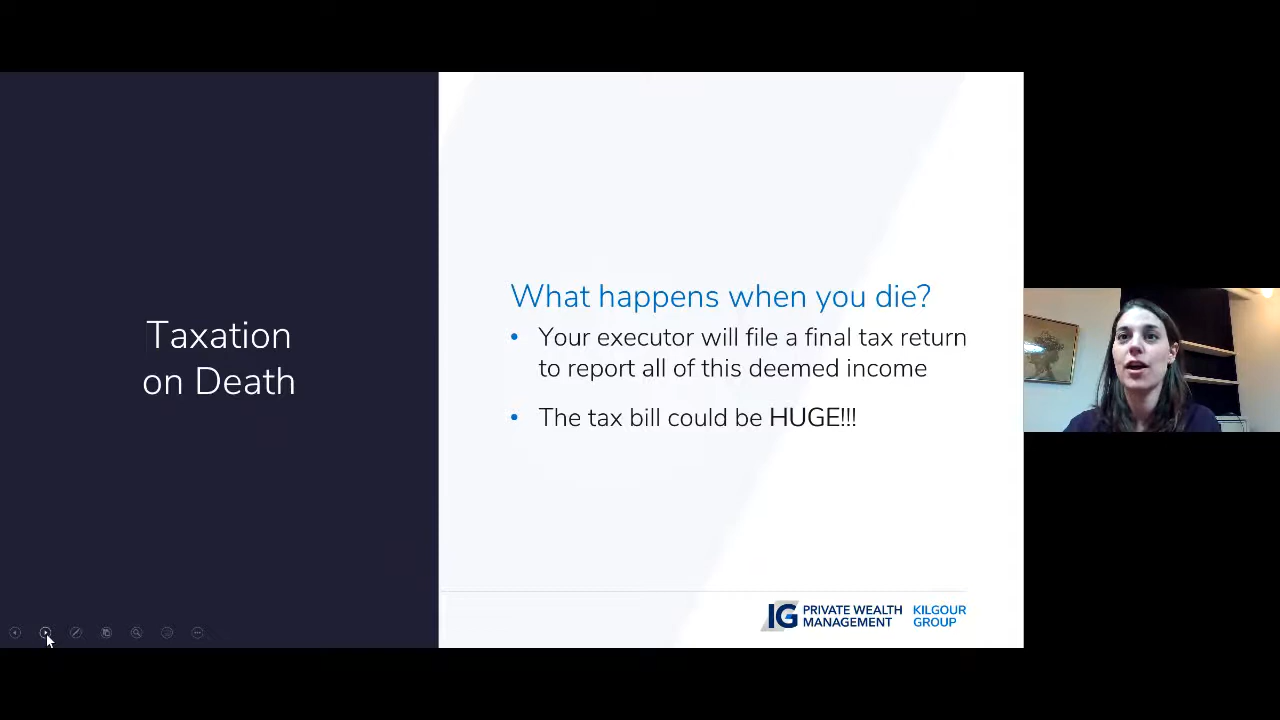 Taxation
on Death
What happens when you die?
• Your executor will file a final tax return
to report all of this deemed income
• The tax bill could be HUGE!!!
IG PRIVATE WEALTH
MANAGEMENT
KILGOUR
GROUP